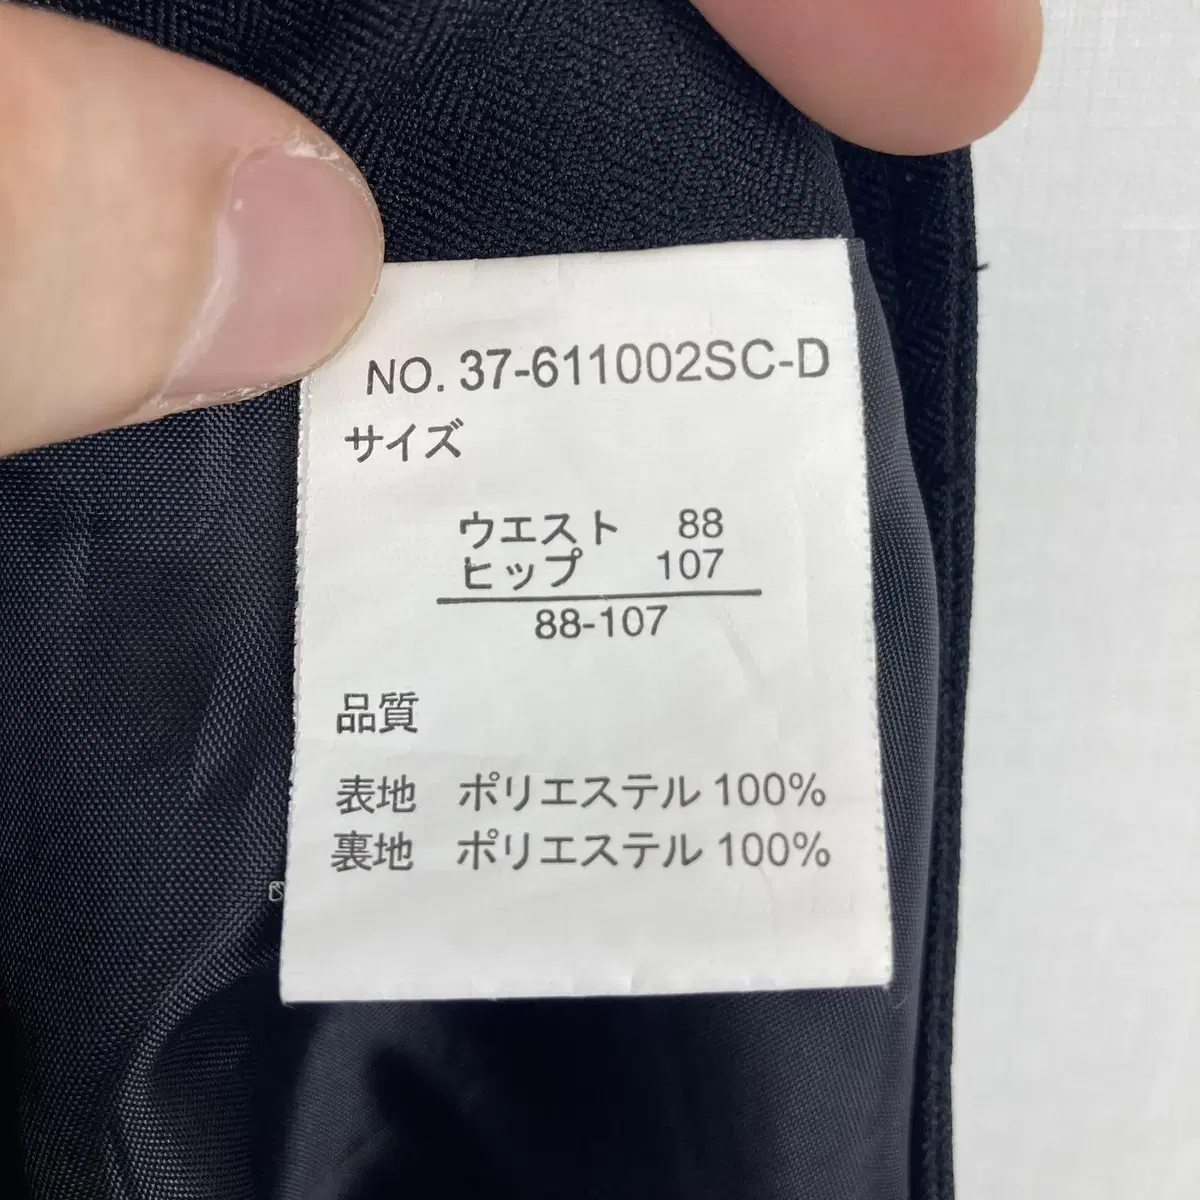 NO. 37-611002SC-D
サイズ
ウエスト 88
ヒップ 107
88-107
品質
表地 ポリエステル 100%
裏地 ポリエステル 100%